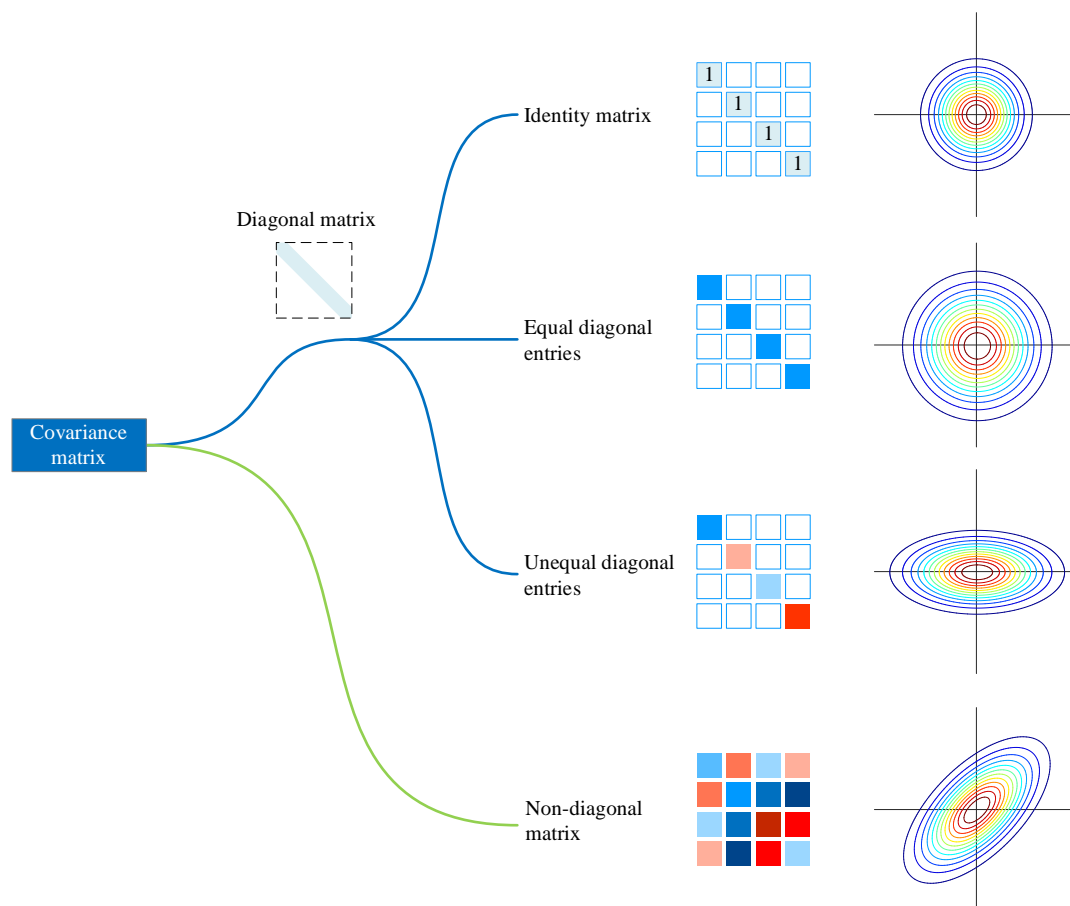 Identity matrix
1
1
1
1
Diagonal matrix
Equal diagonal
entries
Covariance
matrix
Unequal diagonal
entries
Non-diagonal
matrix